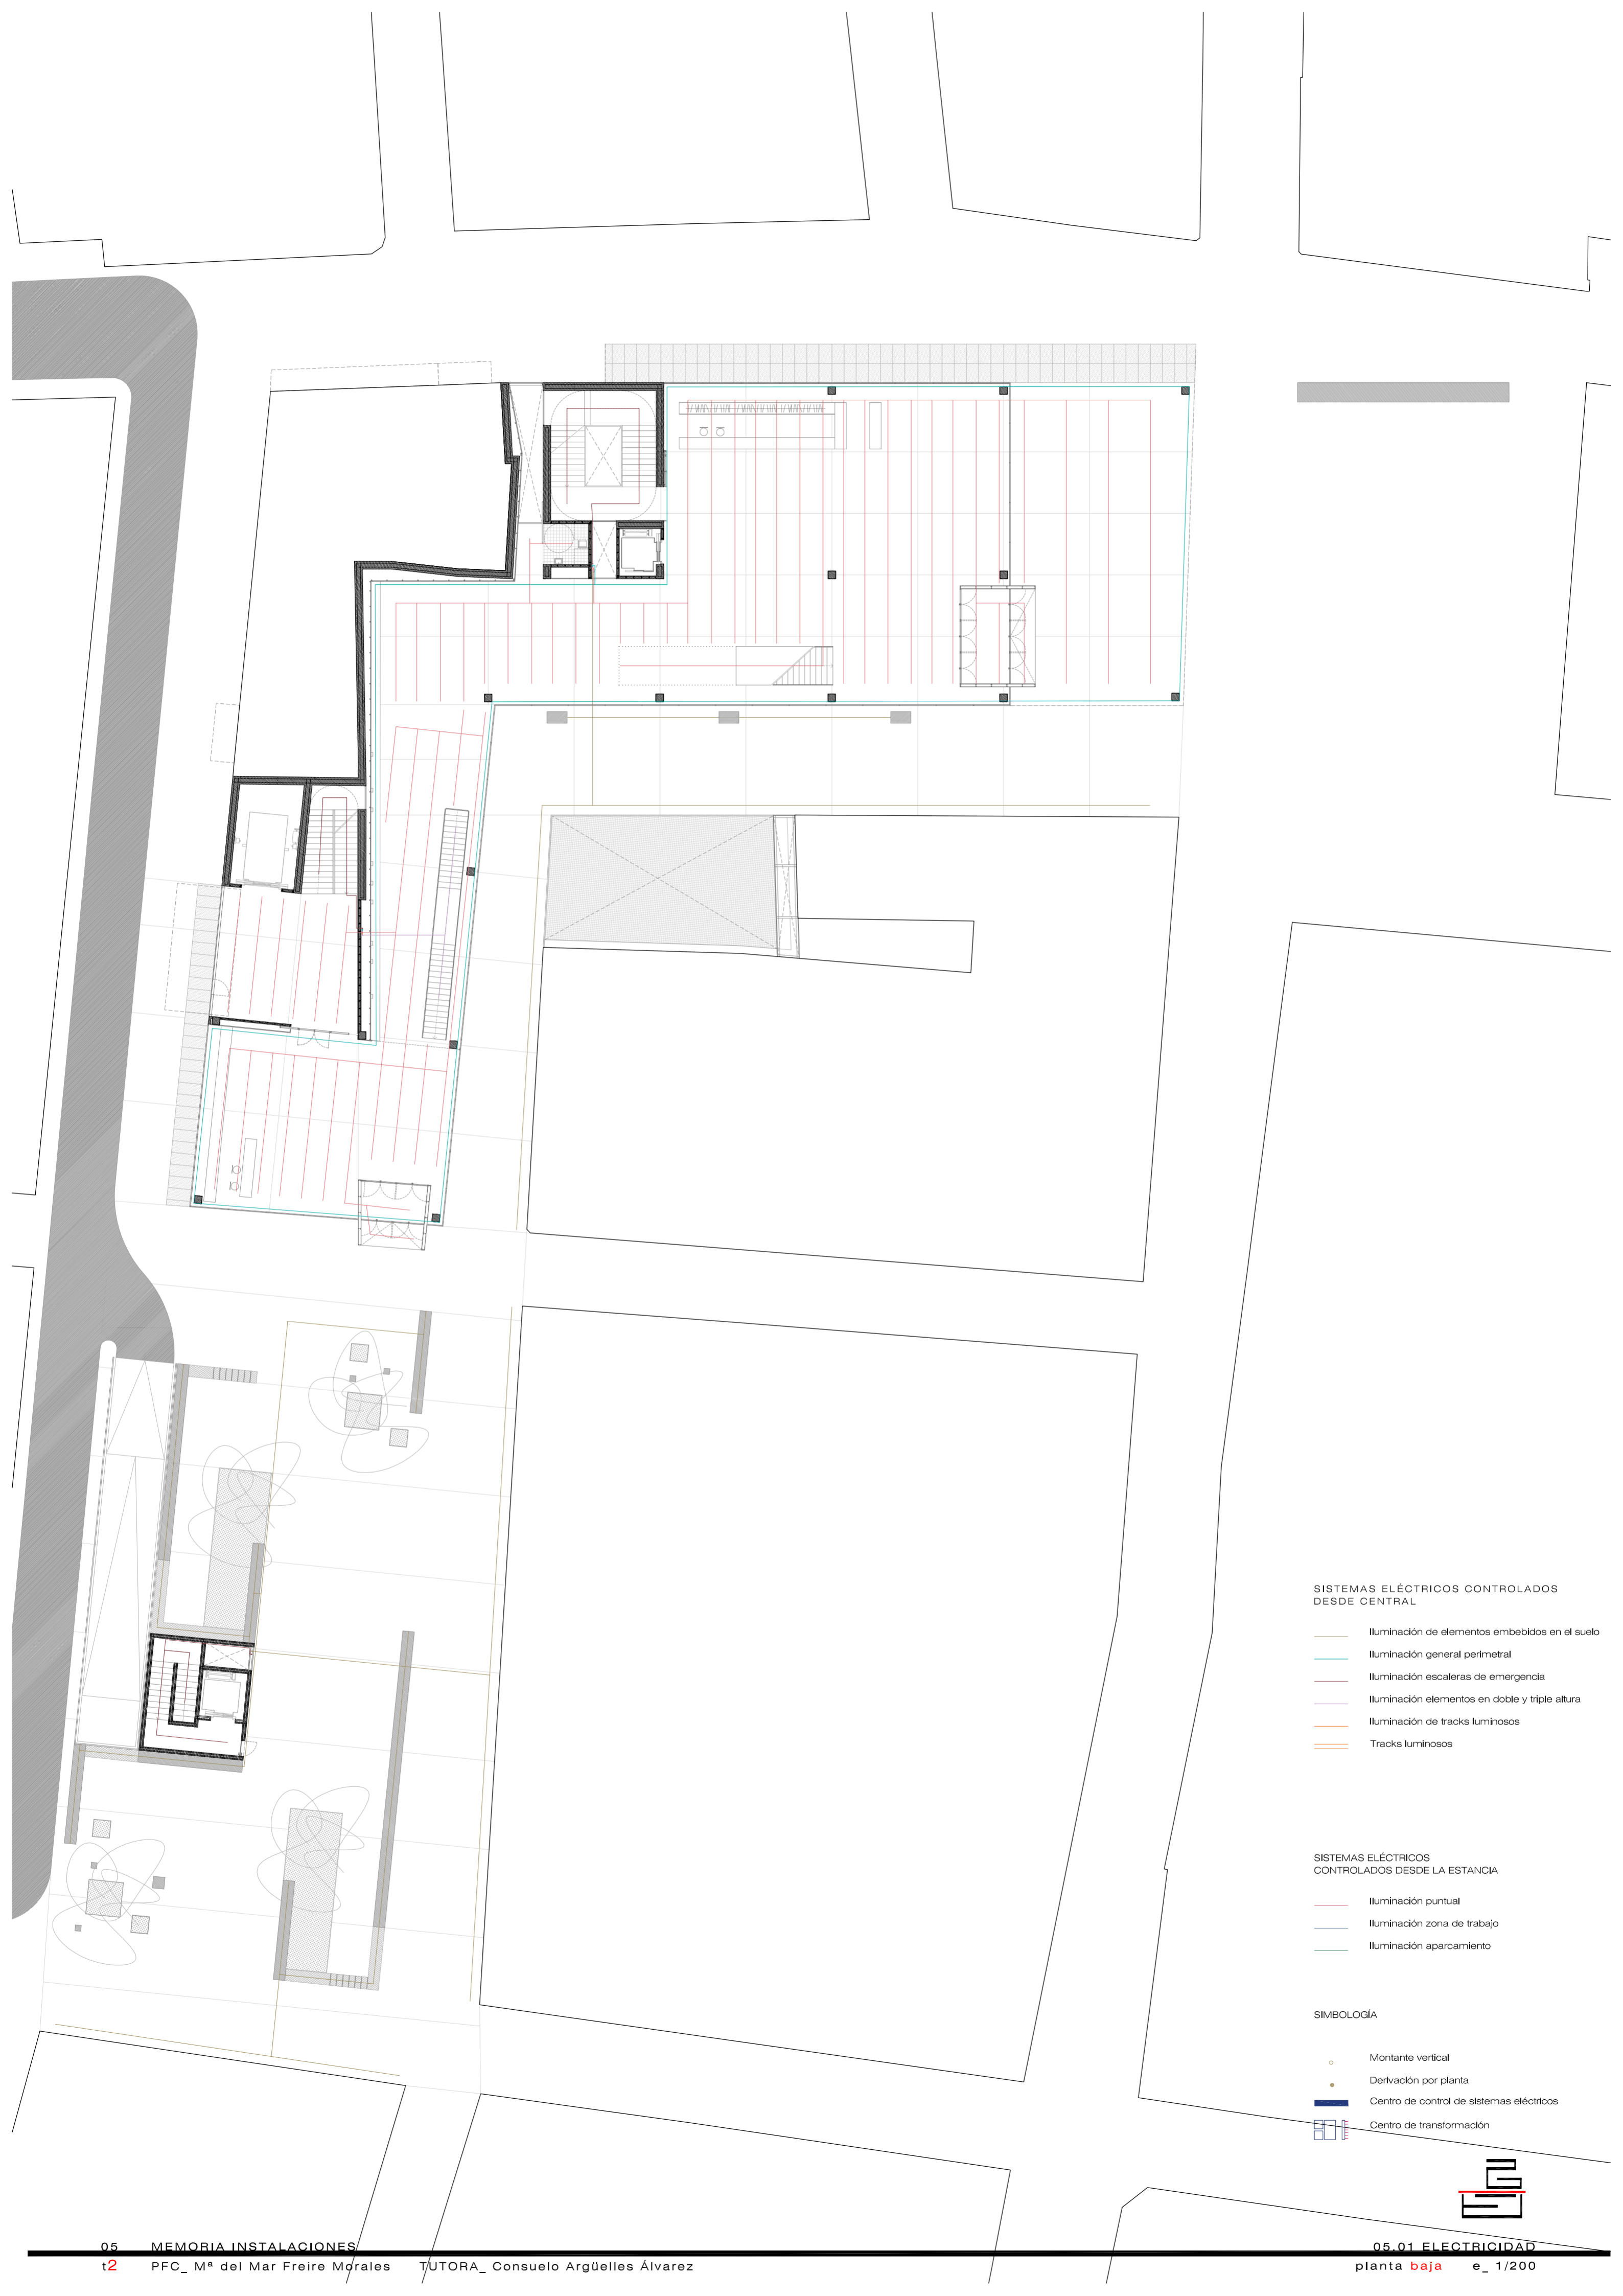 SISTEMAS ELÉCTRICOS CONTROLADOS
DESDE CENTRAL
Iluminación de elementos embebidos en el suelo
Iluminación general perimetral
Iluminación escaleras de emergencia
Iluminación elementos en doble y triple altura
Iluminación de tracks luminosos
Tracks luminosos
SISTEMAS ELÉCTRICOS
CONTROLADOS DESDE LA ESTANCIA
Iluminación puntual
Iluminación zona de trabajo
Iluminación aparcamiento
SIMBOLOGÍA
Montante vertical
Derivación por planta
Centro de control de sistemas eléctricos
Centro de transformación
05 MEMORIA INSTALACIONES 05.01 ELECTRICIDAD
t2 PFC_ Mª del Mar Freire Morales TUTORA_ Consuelo Argüelles Álvarez planta baja e_ 1/200